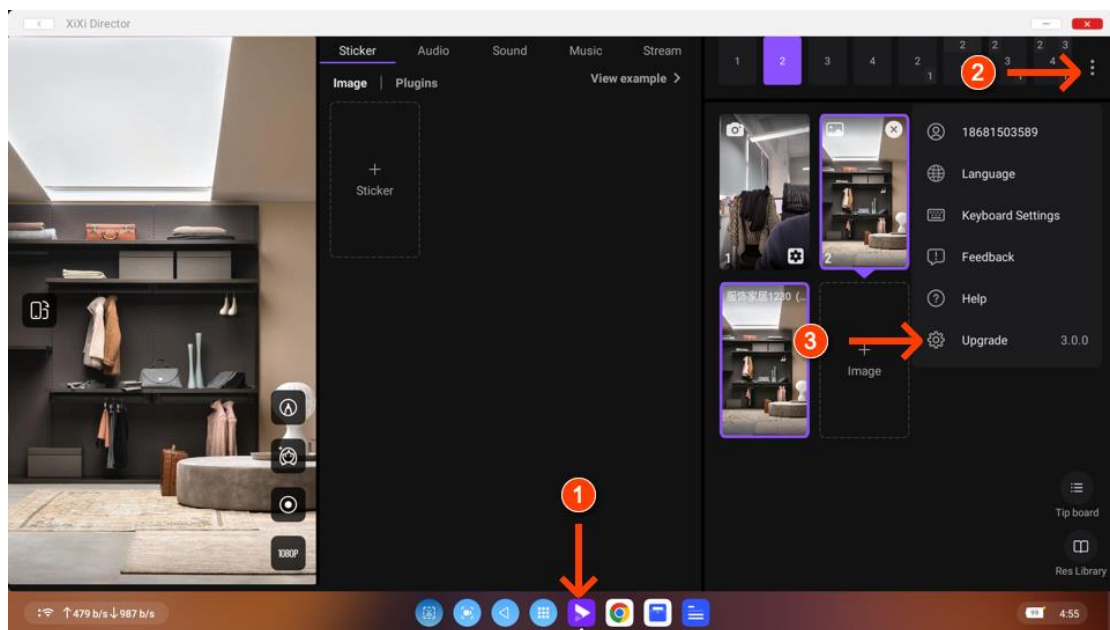 XiXi Director
Sticker Audio Sound Music Stream
Image | Plugins View example >
+
Sticker
1 2 3 4 2 1 2 2 3 2 3 4
2
18681503589
Language
Keyboard Settings
Feedback
Help
Upgrade 3.0.0
1
2
服饰家居1230 (...
3
+
Image
1
1080P
Tip board
Res Library
↑479 b/s↓987 b/s
99
4:55